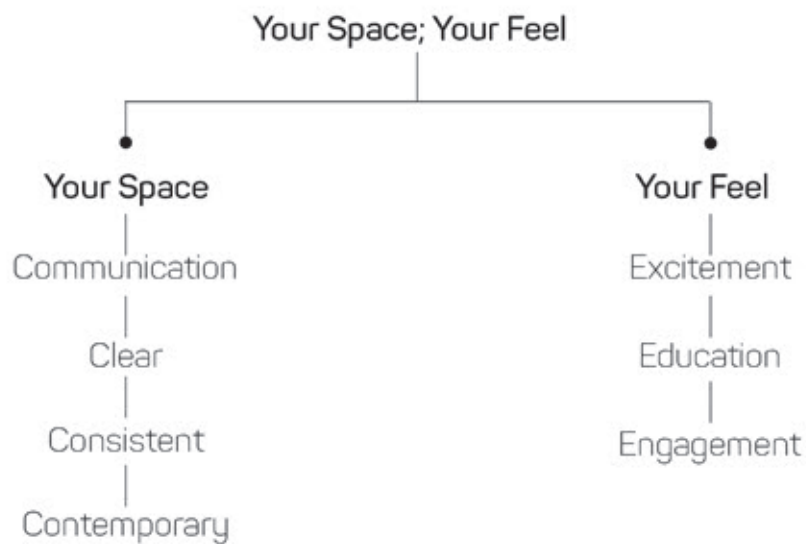 Your Space; Your Feel
Your Space
Communication
Clear
Consistent
Contemporary
Your Feel
Excitement
Education
Engagement